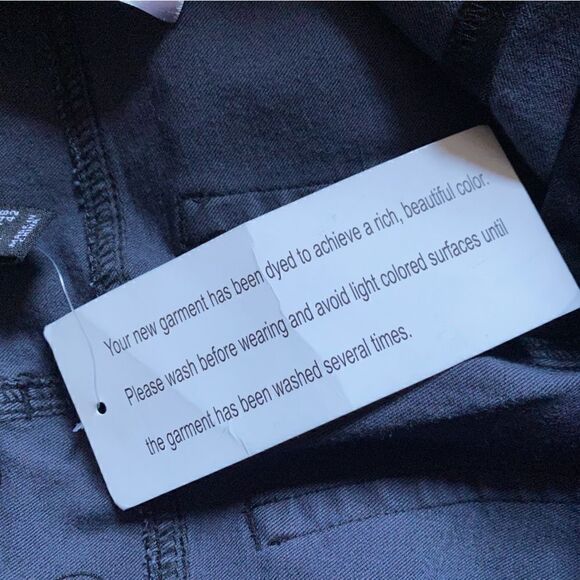 Your new garment has been dyed to achieve a rich, beautiful color.
Please wash before wearing and avoid light colored surfaces until
the garment has been washed several times.